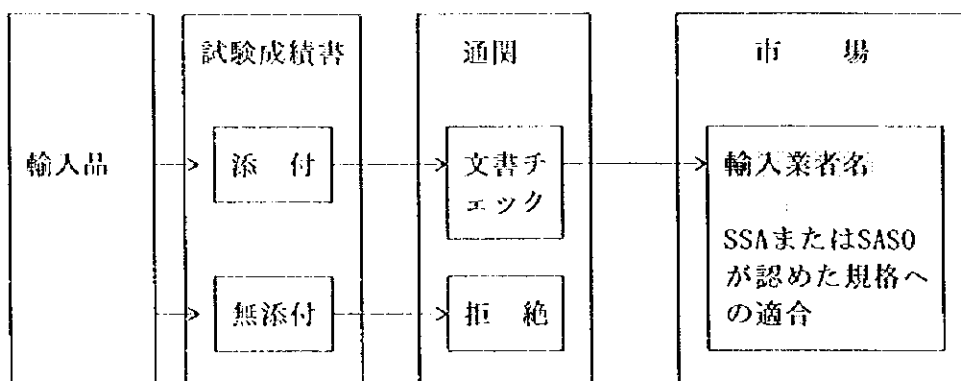 試験成績書
通関
市場
輸入品
添付
文書チ
ェック
輸入業者名
SSAまたはSASO
が認めた規格へ
の適合
無添付
拒絶